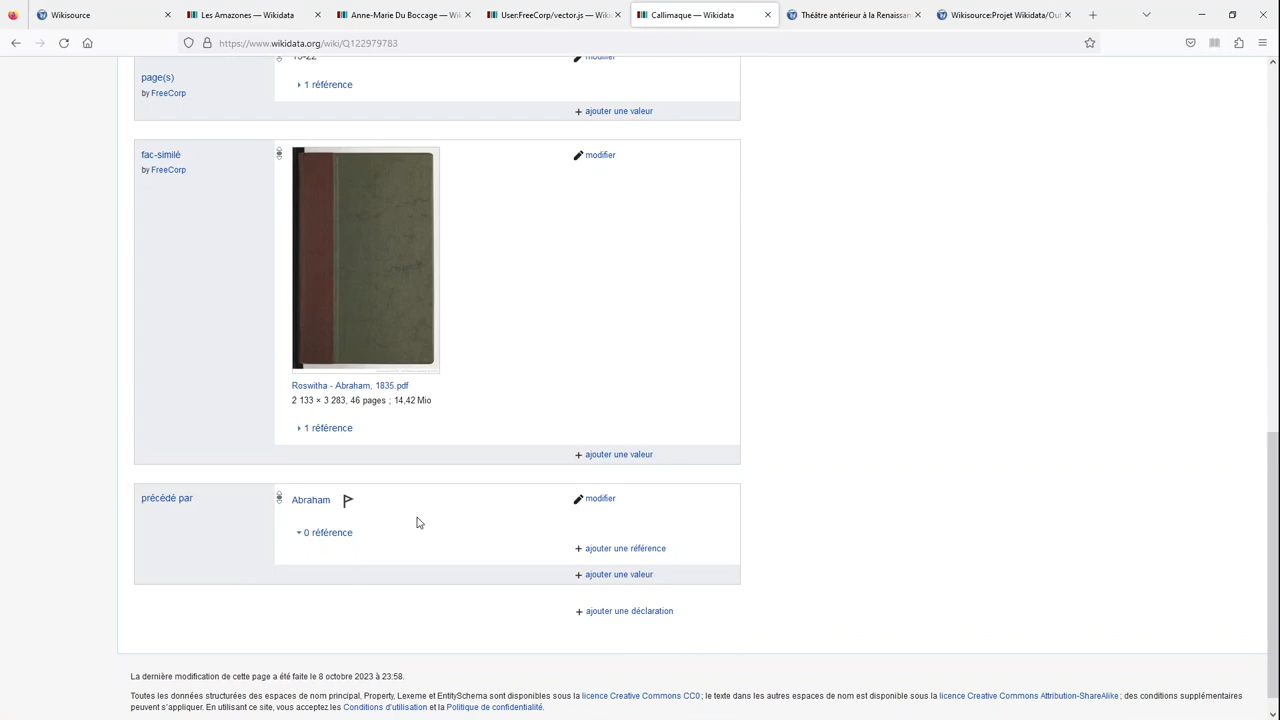 Wikisource
Les Amazones — Wikidata
Anne-Marie Du Boccage — Wi
User:FreeCorp/vector.js — Wiki
Callimaque — Wikidata
Théâtre antérieur à la Renaissan
Wikisource:Projet Wikidata/Out
https://www.wikidata.org/wiki/Q122979783
modifier
page(s)
1 référence
by FreeCorp
+ ajouter une valeur
fac-similé
modifier
by FreeCorp
Roswitha - Abraham, 1835.pdf
2 133 × 3 283, 46 pages ; 14,42 Mio
1 référence
+ ajouter une valeur
précédé par
Abraham
modifier
0 référence
+ ajouter une référence
+ ajouter une valeur
+ ajouter une déclaration
La dernière modification de cette page a été faite le 8 octobre 2023 à 23:58.
Toutes les données structurées des espaces de nom principal, Property, Lexeme et EntitySchema sont disponibles sous la licence Creative Commons CC0 ; le texte dans les autres espaces de nom est disponible sous la licence Creative Commons Attribution-ShareAlike ; des conditions supplémentaires
peuvent s’appliquer. En utilisant ce site, vous acceptez les Conditions d’utilisation et la Politique de confidentialité.